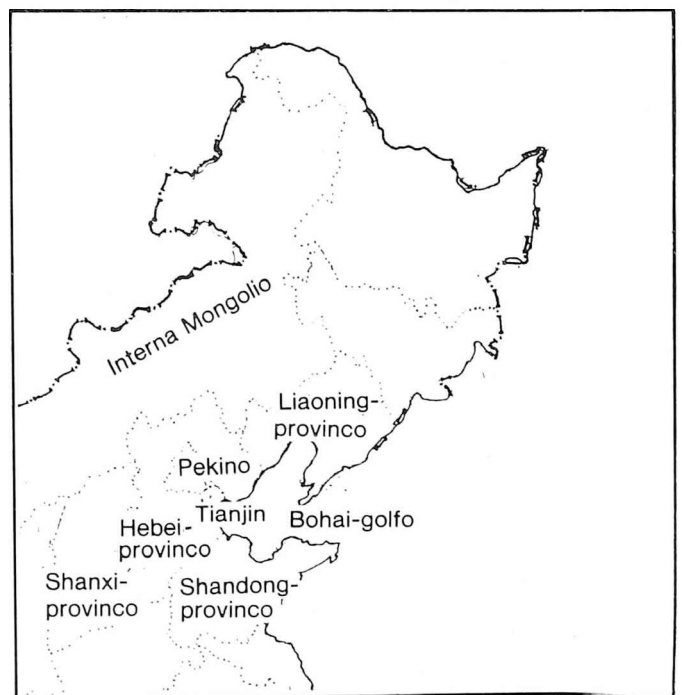 Interna Mongolio
Liaoning-
provinco
Pekino
Tianjin
Bohai-golfo
Hebei-
provinco
Shanxi-
provinco
Shandong-
provinco